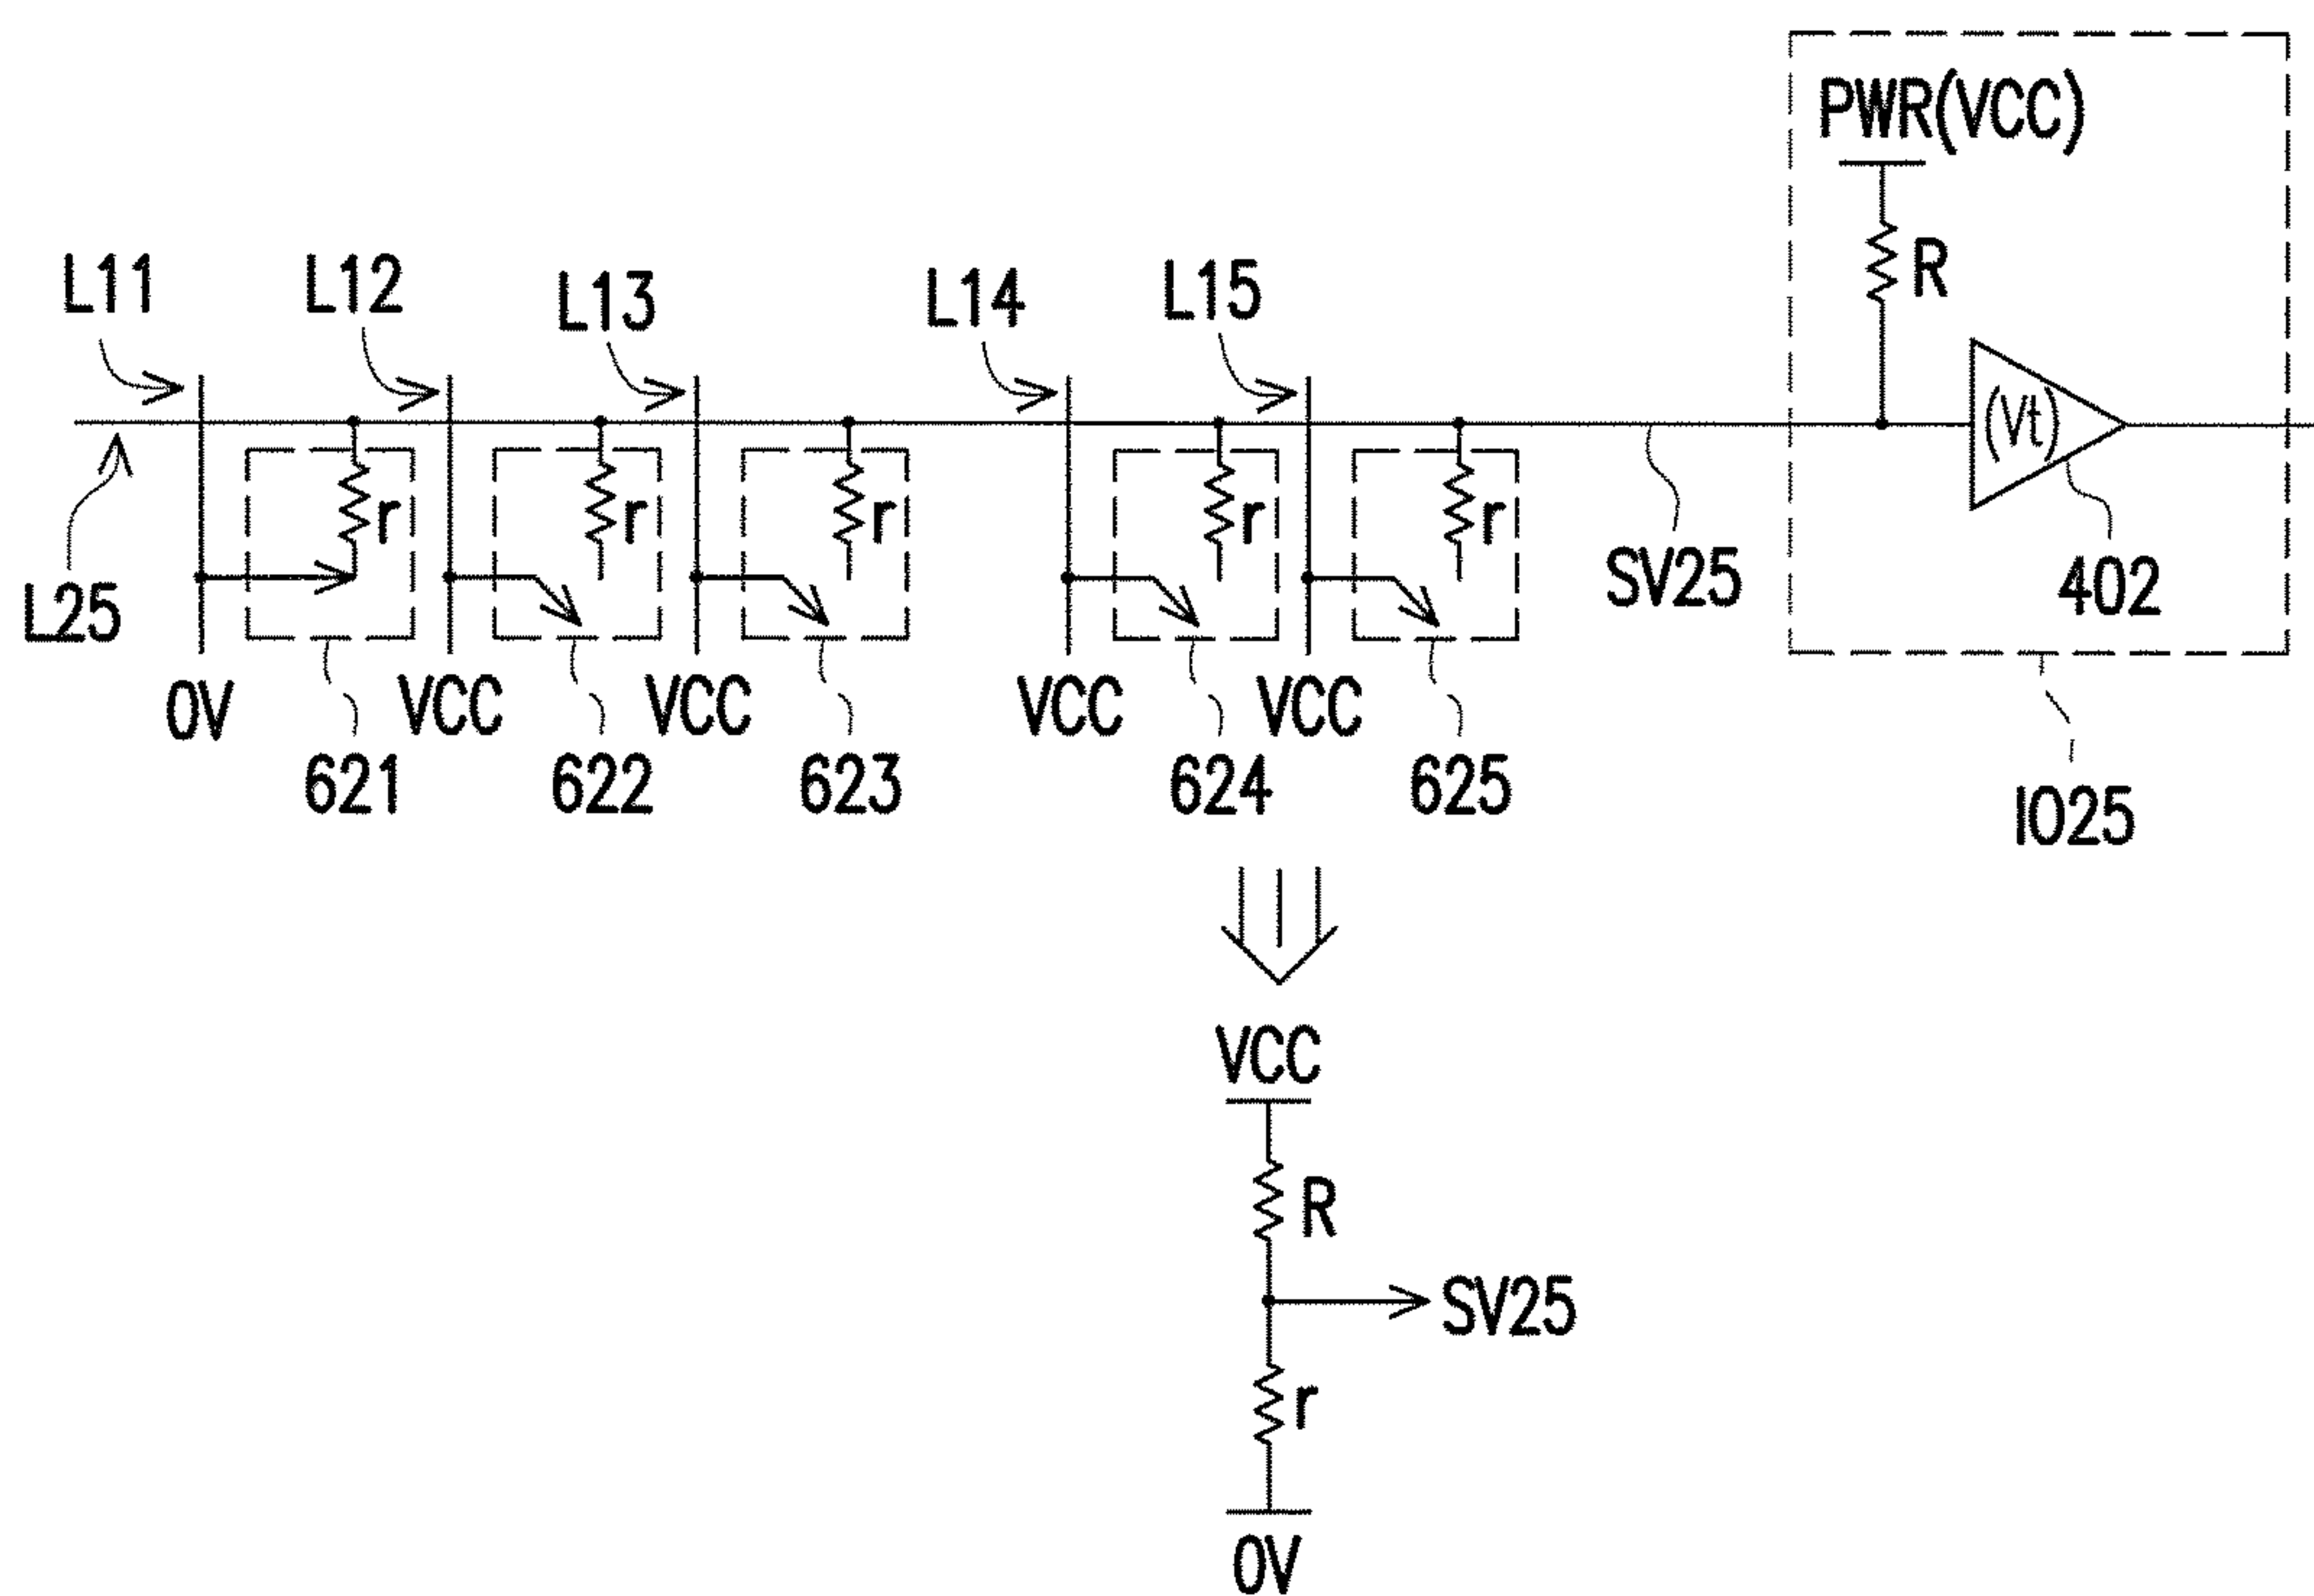 PWR(VCC)
R
L11
L12
L13
L14
L15
(Vt)
r
r
r
r
r
L25
SV25
402
0V
VCC
VCC
VCC
VCC
621
622
623
624
625
IO25
VCC
R
SV25
r
0V